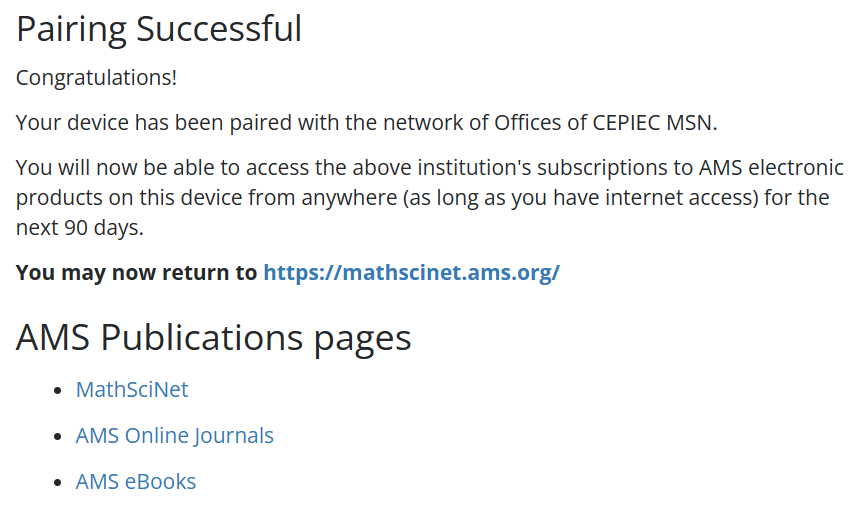 Pairing Successful
Congratulations!
Your device has been paired with the network of Offices of CEPIEC MSN.
You will now be able to access the above institution's subscriptions to AMS electronic
products on this device from anywhere (as long as you have internet access) for the
next 90 days.
You may now return to https://mathscinet.ams.org/
AMS Publications pages
MathSciNet
AMS Online Journals
AMS eBooks